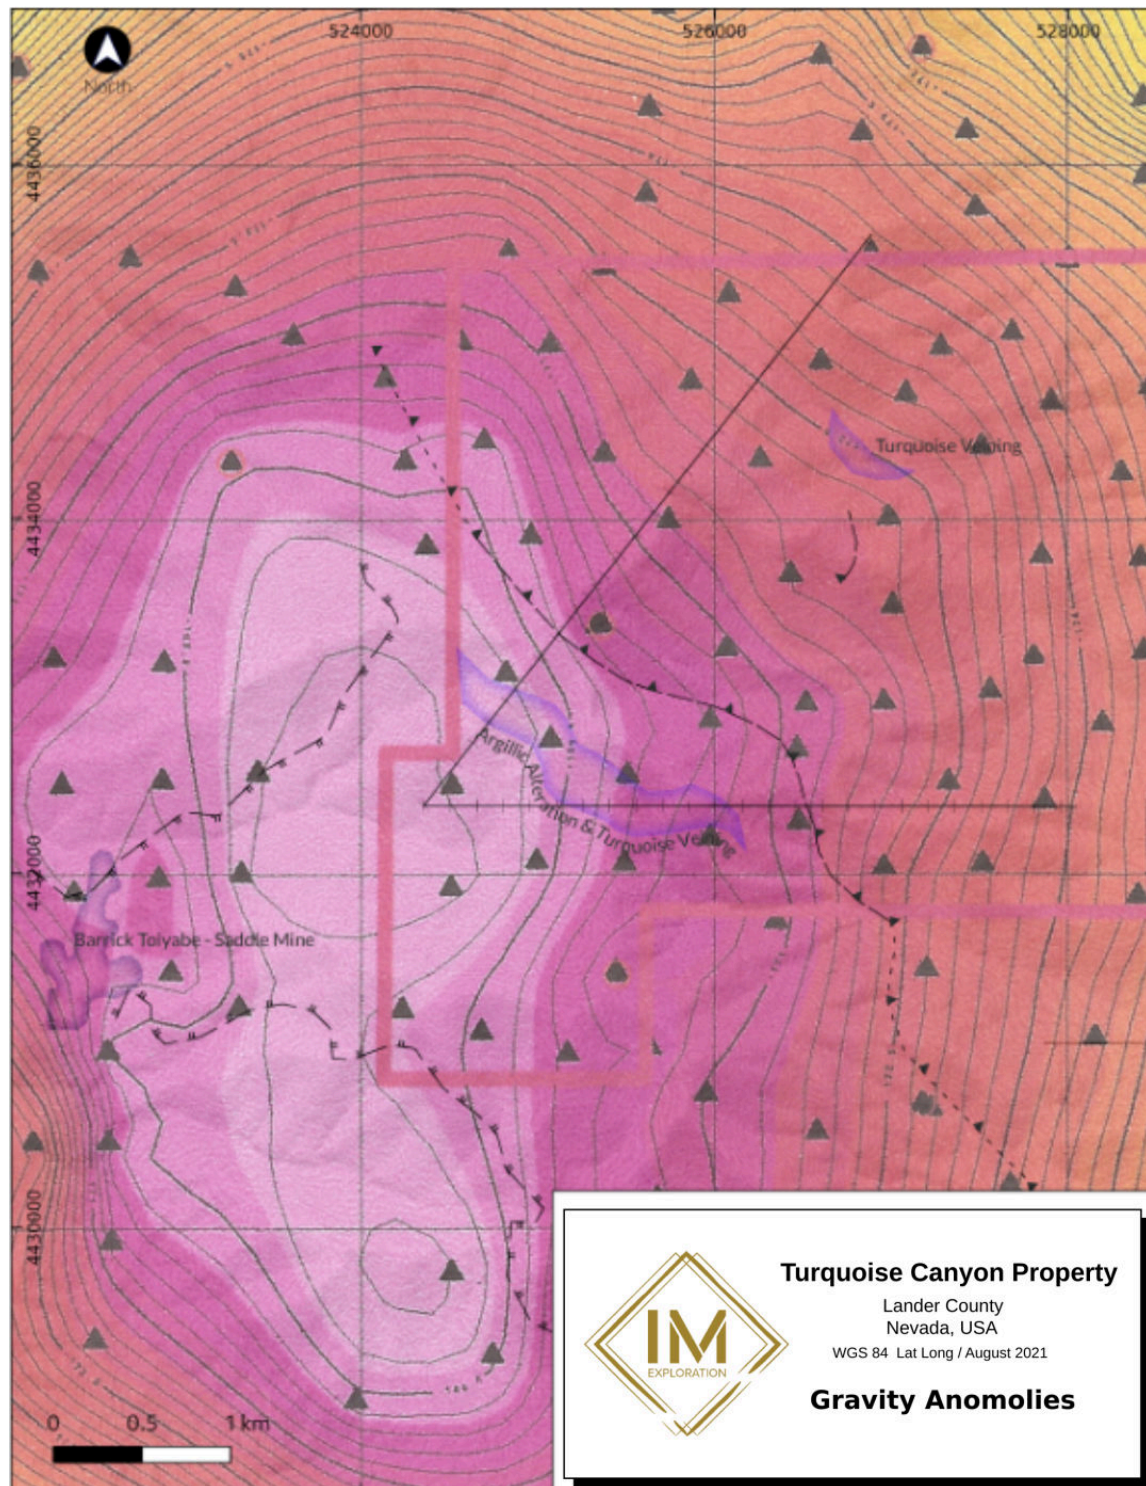 524000
526000
528000
North
4436000
Turquoise Veining
4434000
Argillic Alteration & Turquoise Veining
4432000
Barrick Toiyabe - Saddle Mine
4430000
0 0.5 1 km
IM
EXPLORATION
Turquoise Canyon Property
Lander County
Nevada, USA
WGS 84 Lat Long / August 2021
Gravity Anomolies